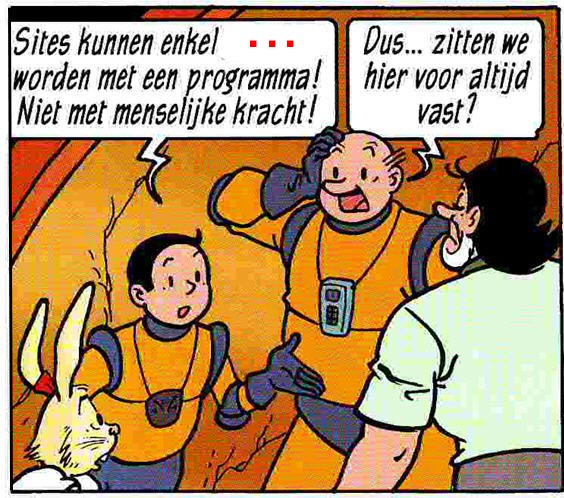 Sites kunnen enkel ...
worden met een programma!
Niet met menselijke kracht!
Dus... zitten we
hier voor altijd
vast?